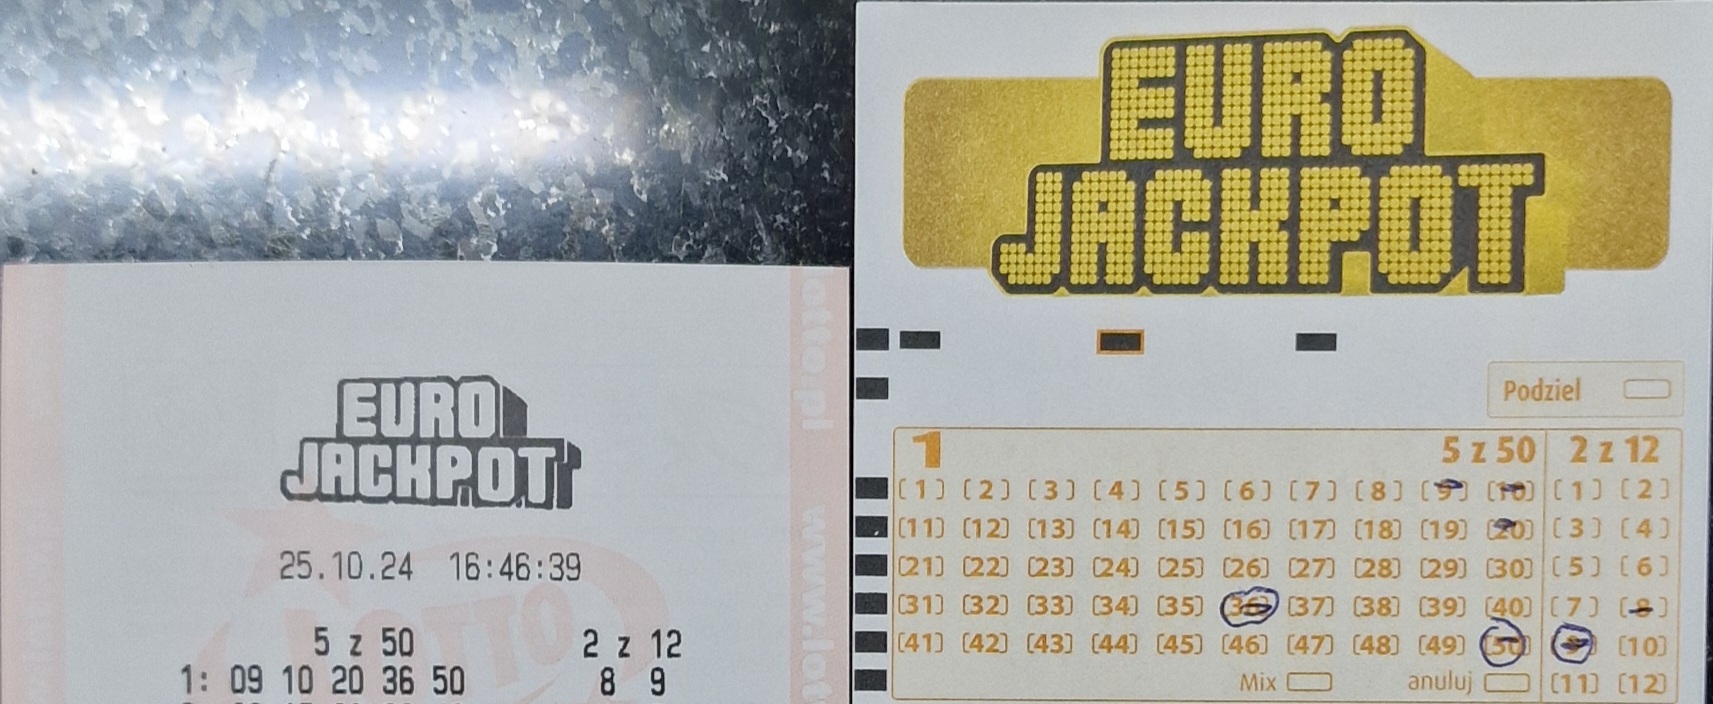 EURO
JACKPOT
25.10.24 16:46:39
5 z 50 2 z 12
1: 09 10 20 36 50 8 9
lotto.pl
www.lot
LOTTO
EURO
JACKPOT
Podziel
1 5 z 50 2 z 12
[1] [2] [3] [4] [5] [6] [7] [8] [9] [10] [1] [2]
[11] [12] [13] [14] [15] [16] [17] [18] [19] [20] [3] [4]
[21] [22] [23] [24] [25] [26] [27] [28] [29] [30] [5] [6]
[31] [32] [33] [34] [35] [36] [37] [38] [39] [40] [7] [8]
[41] [42] [43] [44] [45] [46] [47] [48] [49] [50] [9] [10]
Mix anuluj [11] [12]